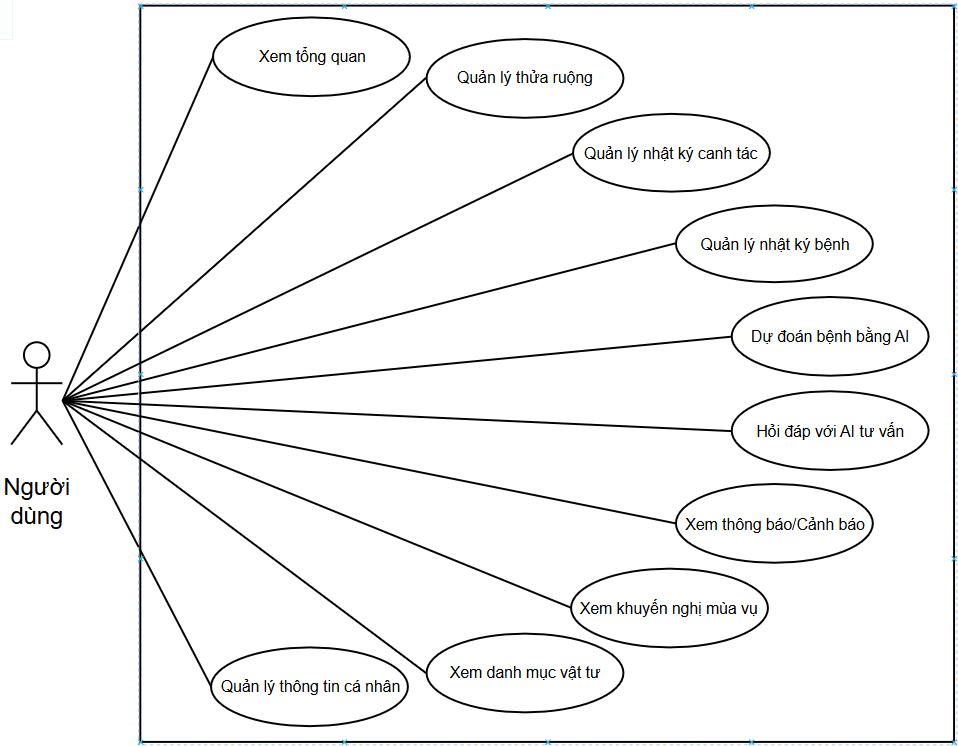 Xem tổng quan
Quản lý thửa ruộng
Quản lý nhật ký canh tác
Quản lý nhật ký bệnh
Dự đoán bệnh bằng AI
Hỏi đáp với AI tư vấn
Người
dùng
Xem thông báo/Cảnh báo
Xem khuyến nghị mùa vụ
Xem danh mục vật tư
Quản lý thông tin cá nhân